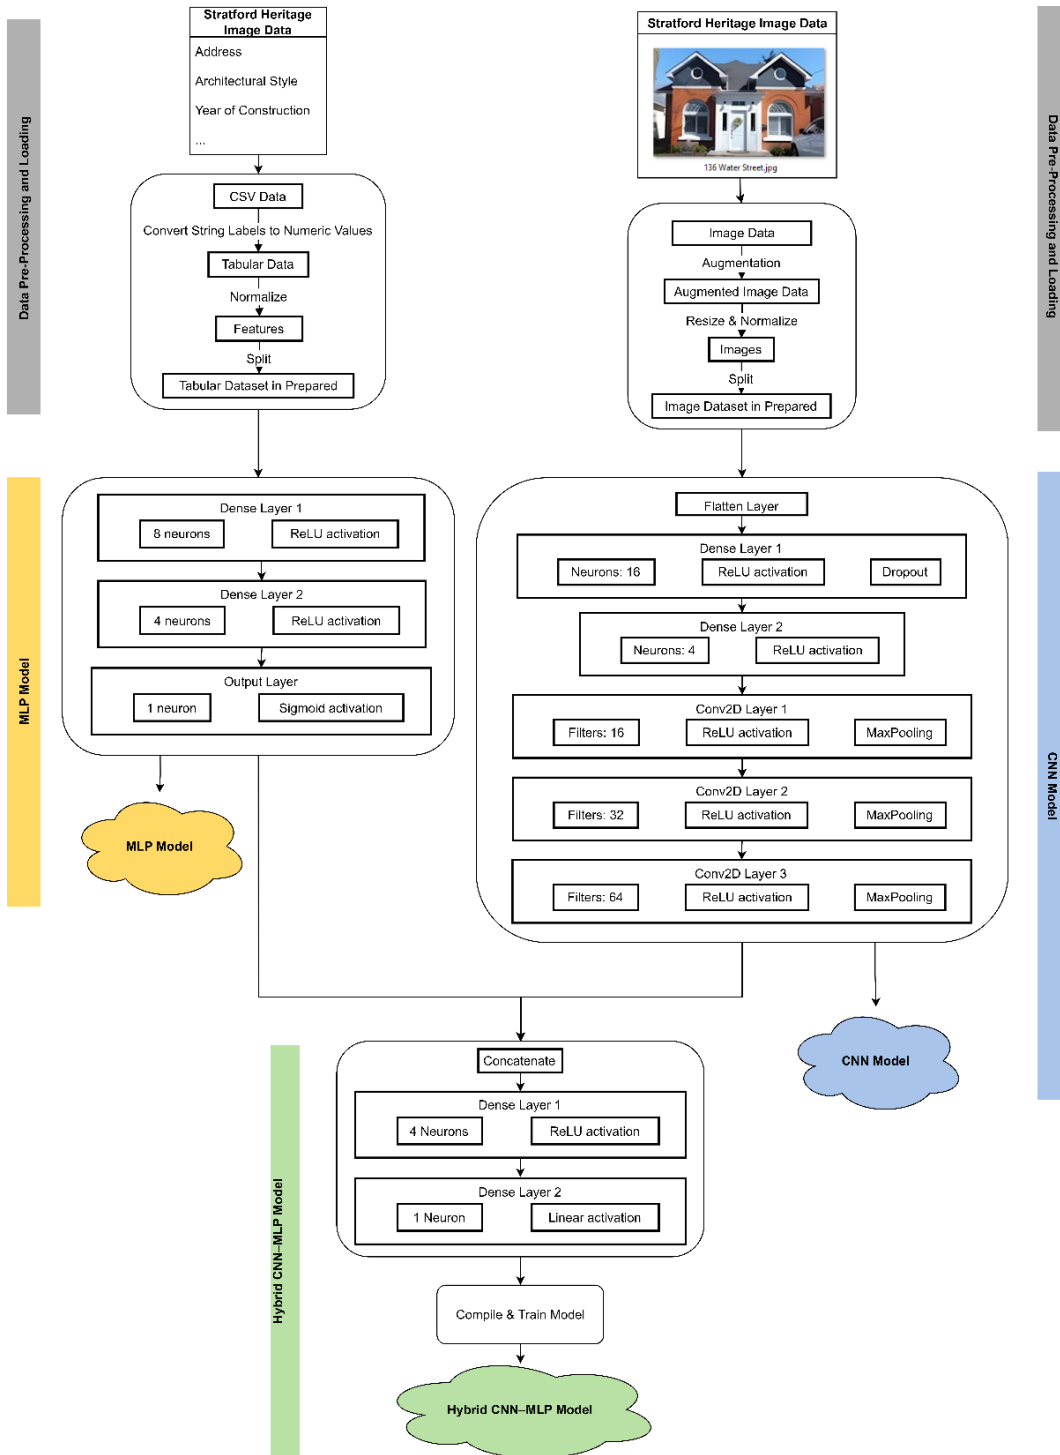 Stratford Heritage
Image Data
Address
Architectural Style
Year of Construction
...
Data Pre-Processing and Loading
CSV Data
Convert String Labels to Numeric Values
Tabular Data
Normalize
Features
Split
Tabular Dataset in Prepared
Stratford Heritage Image Data
136 Water Street.jpg
Data Pre-Processing and Loading
Image Data
Augmentation
Augmented Image Data
Resize & Normalize
Images
Split
Image Dataset in Prepared
MLP Model
Dense Layer 1
8 neurons
ReLU activation
Dense Layer 2
4 neurons
ReLU activation
Output Layer
1 neuron
Sigmoid activation
MLP Model
CNN Model
Flatten Layer
Dense Layer 1
Neurons: 16
ReLU activation
Dropout
Dense Layer 2
Neurons: 4
ReLU activation
Conv2D Layer 1
Filters: 16
ReLU activation
MaxPooling
Conv2D Layer 2
Filters: 32
ReLU activation
MaxPooling
Conv2D Layer 3
Filters: 64
ReLU activation
MaxPooling
CNN Model
Hybrid CNN–MLP Model
Concatenate
Dense Layer 1
4 Neurons
ReLU activation
Dense Layer 2
1 Neuron
Linear activation
Compile & Train Model
Hybrid CNN–MLP Model